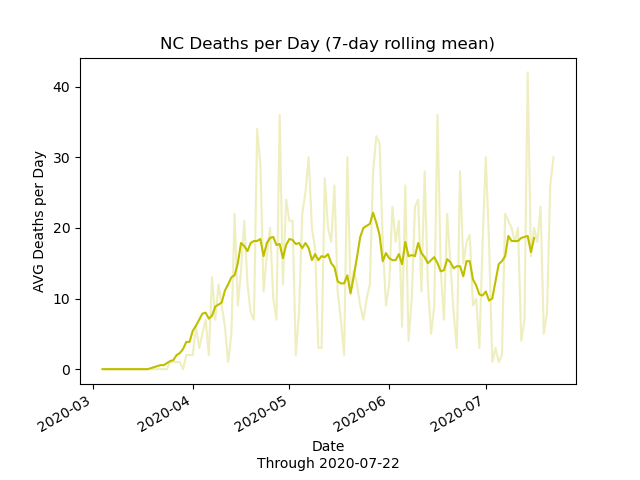 NC Deaths per Day (7-day rolling mean)
AVG Deaths per Day
40
30
20
10
0
2020-03
2020-04
2020-05
2020-06
2020-07
Date
Through 2020-07-22